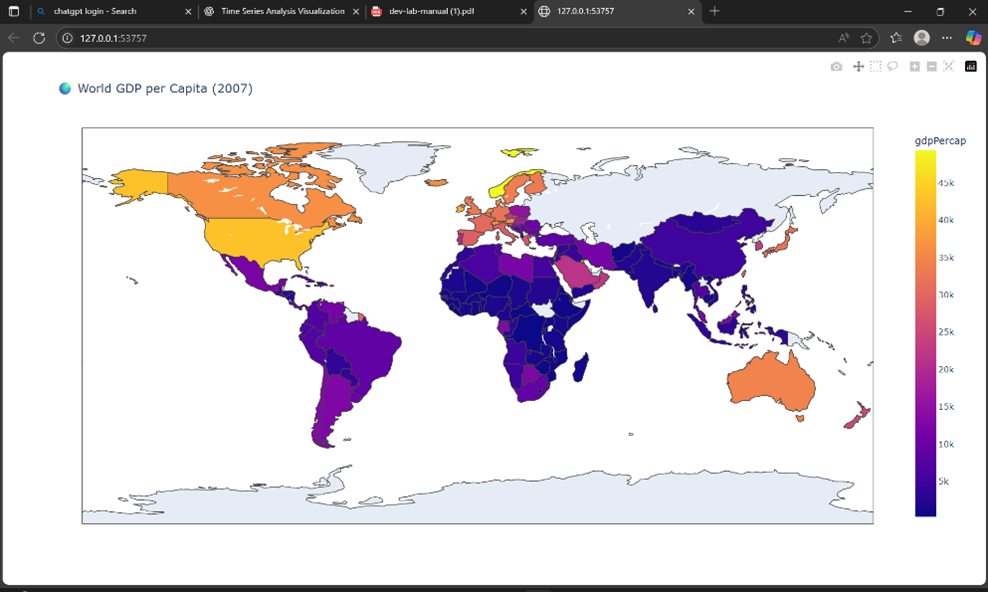 chatgpt login - Search
Time Series Analysis Visualization
dev-lab-manual (1).pdf
127.0.0.1:53757
127.0.0.1:53757
World GDP per Capita (2007)
gdpPercap
45k
40k
35k
30k
25k
20k
15k
10k
5k